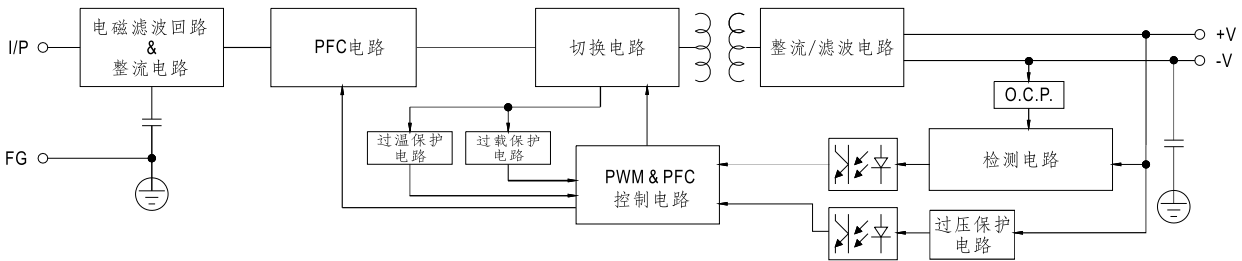 I/P
电磁滤波回路
&
整流电路
PFC电路
切换电路
整流/滤波电路
+V
-V
O.C.P.
FG
过温保护
电路
过载保护
电路
PWM & PFC
控制电路
检测电路
过压保护
电路